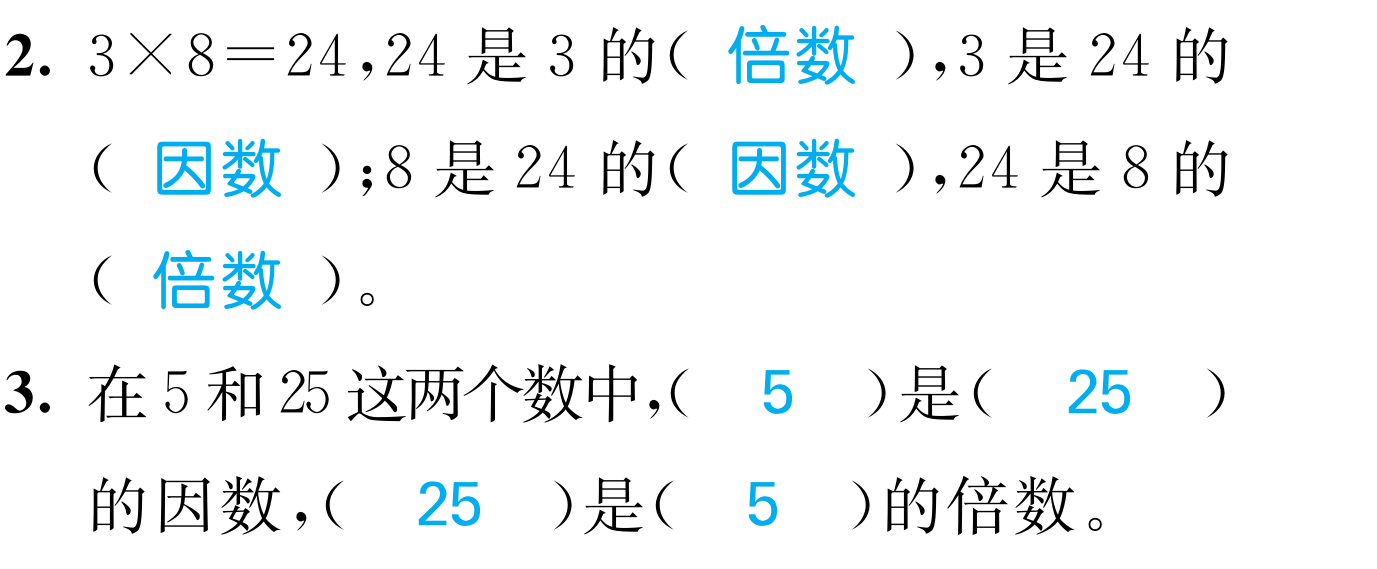 2. 3×8=24,24 是 3 的( 倍数 ),3 是 24 的
( 因数 );8 是 24 的( 因数 ),24 是 8 的
( 倍数 )。
3. 在 5 和 25 这两个数中,( 5 )是( 25 )
的因数,( 25 )是( 5 )的倍数。